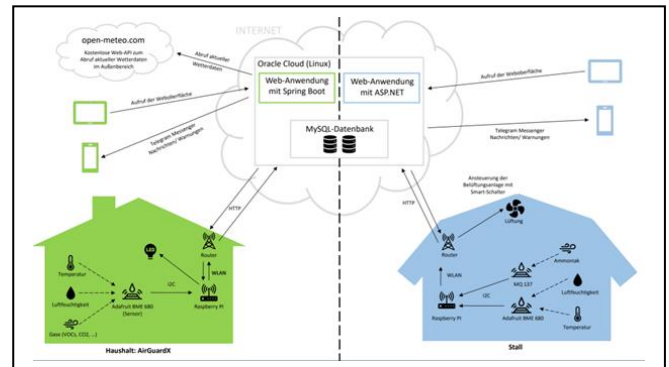 INTERNET
open-meteo.com
Kostenlose Web-API zum
Abruf aktueller Wetterdaten
im Außenbereich
Abruf aktueller
Wetterdaten
Oracle Cloud (Linux)
Web-Anwendung
mit Spring Boot
Web-Anwendung
mit ASP.NET
MySQL-Datenbank
Aufruf der Weboberfläche
Telegram Messenger
Nachrichten/ Warnungen
Aufruf der Weboberfläche
Telegram Messenger
Nachrichten/ Warnungen
HTTP
HTTP
Ansteuerung der
Belüftungsanlage mit
Smart-Schalter
LED
Router
WLAN
Temperatur
Luftfeuchtigkeit
I2C
Adafruit BME 680
(Sensor)
Raspberry PI
Gase (VOCs, CO2, ...)
Haushalt: AirGuardX
Lüftung
Router
WLAN
Ammoniak
MQ 137
I2C
Luftfeuchtigkeit
Raspberry PI
Adafruit BME 680
Temperatur
Stall